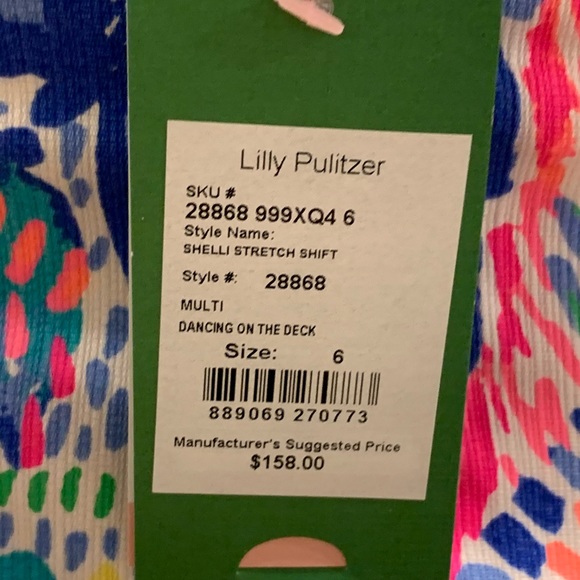 Lilly Pulitzer
SKU #
28868 999XQ4 6
Style Name:
SHELLI STRETCH SHIFT
Style #: 28868
MULTI
DANCING ON THE DECK
Size: 6
889069 270773
Manufacturer's Suggested Price
$158.00